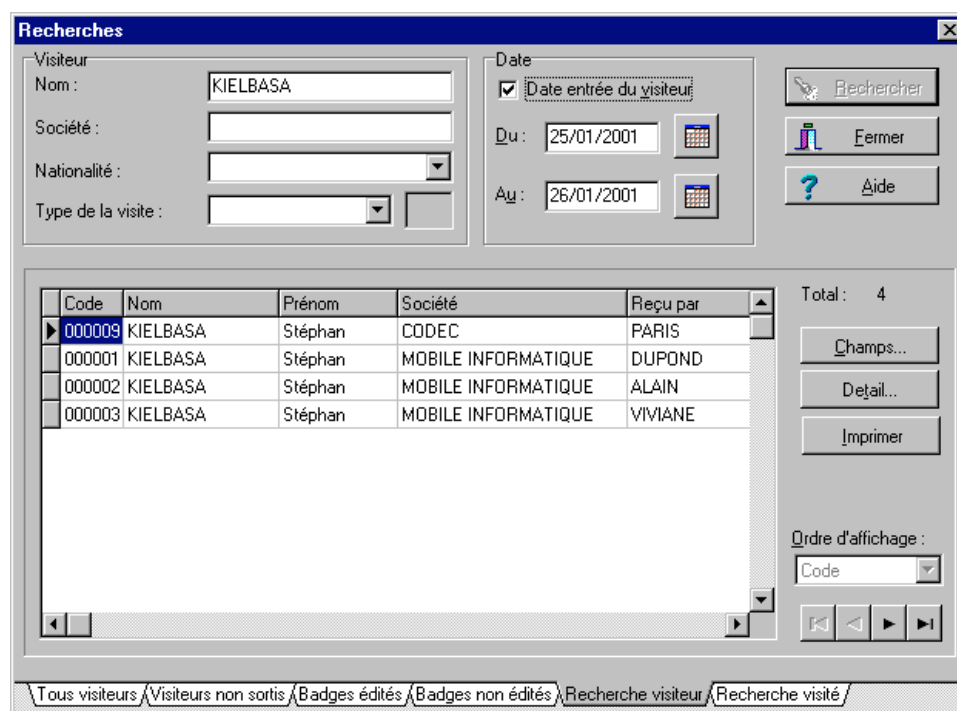 Recherches
Visiteur
Nom :
KIELBASA
Société :
Nationalité :
Type de la visite :
Date
Date entrée du visiteur
Du :
25/01/2001
Au :
26/01/2001
Rechercher
Fermer
Aide
Code Nom Prénom Société Reçu par
000009 KIELBASA Stéphan CODEC PARIS
000001 KIELBASA Stéphan MOBILE INFORMATIQUE DUPOND
000002 KIELBASA Stéphan MOBILE INFORMATIQUE ALAIN
000003 KIELBASA Stéphan MOBILE INFORMATIQUE VIVIANE
Total : 4
Champs...
Detail...
Imprimer
Ordre d'affichage :
Code
Tous visiteurs Visiteurs non sortis Badges édités Badges non édités Recherche visiteur Recherche visité